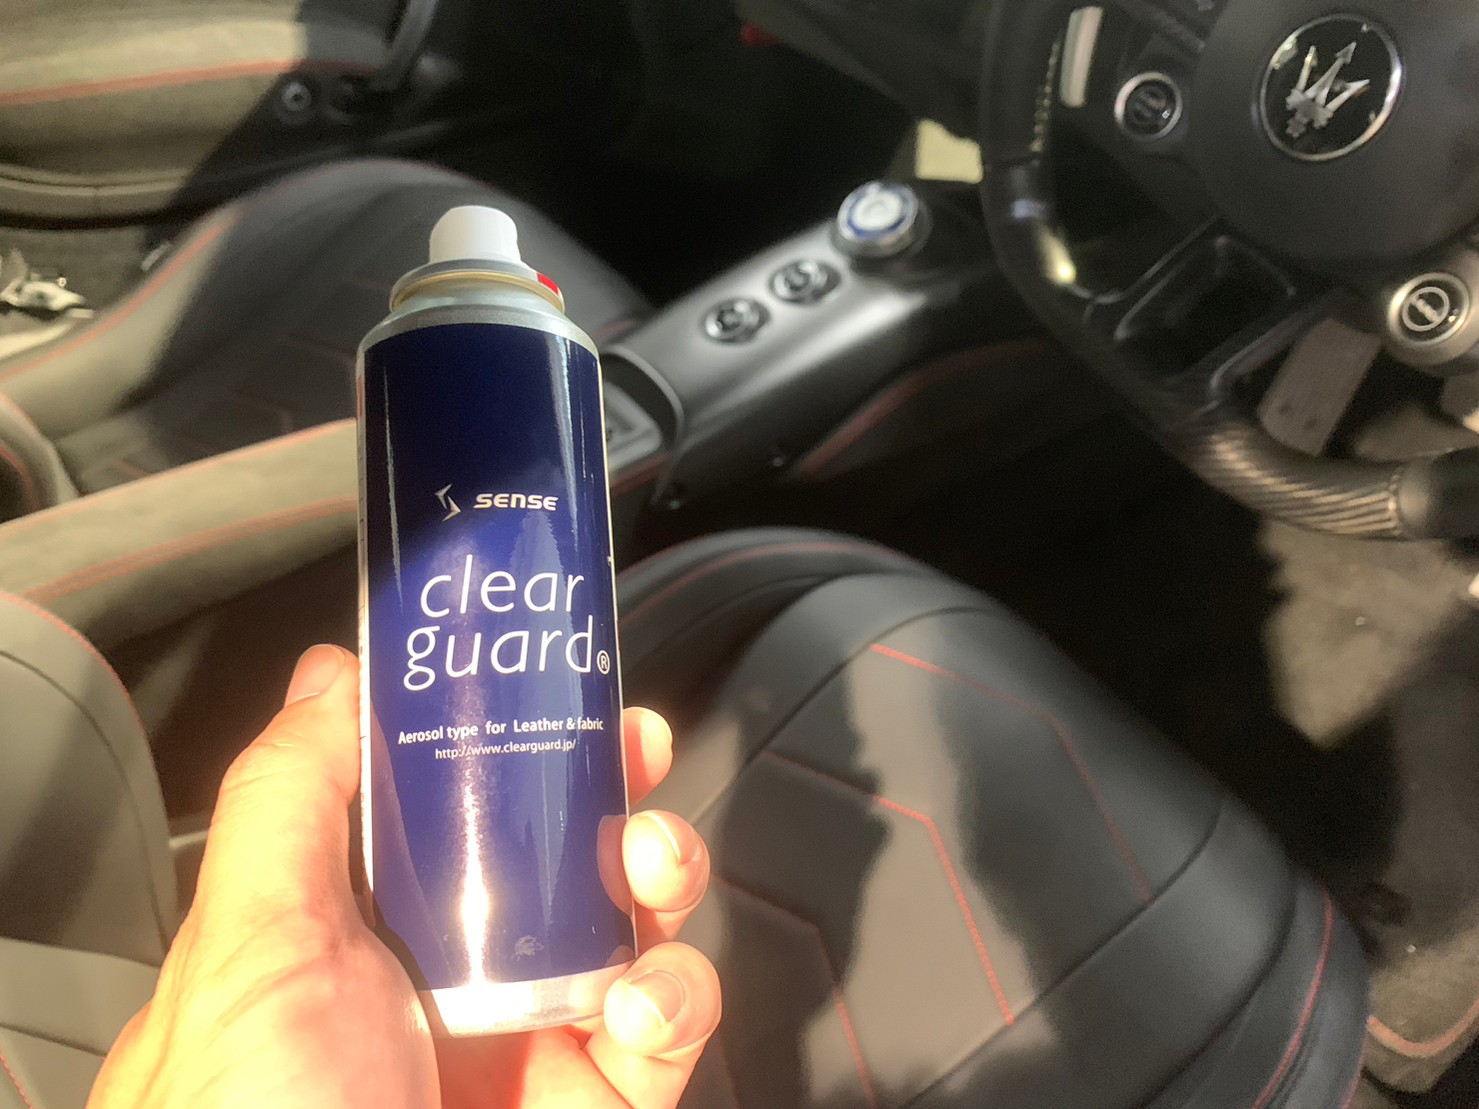 SENSE
clear
guard®
Aerosol type for Leather & fabric
http://www.clearguard.jp/